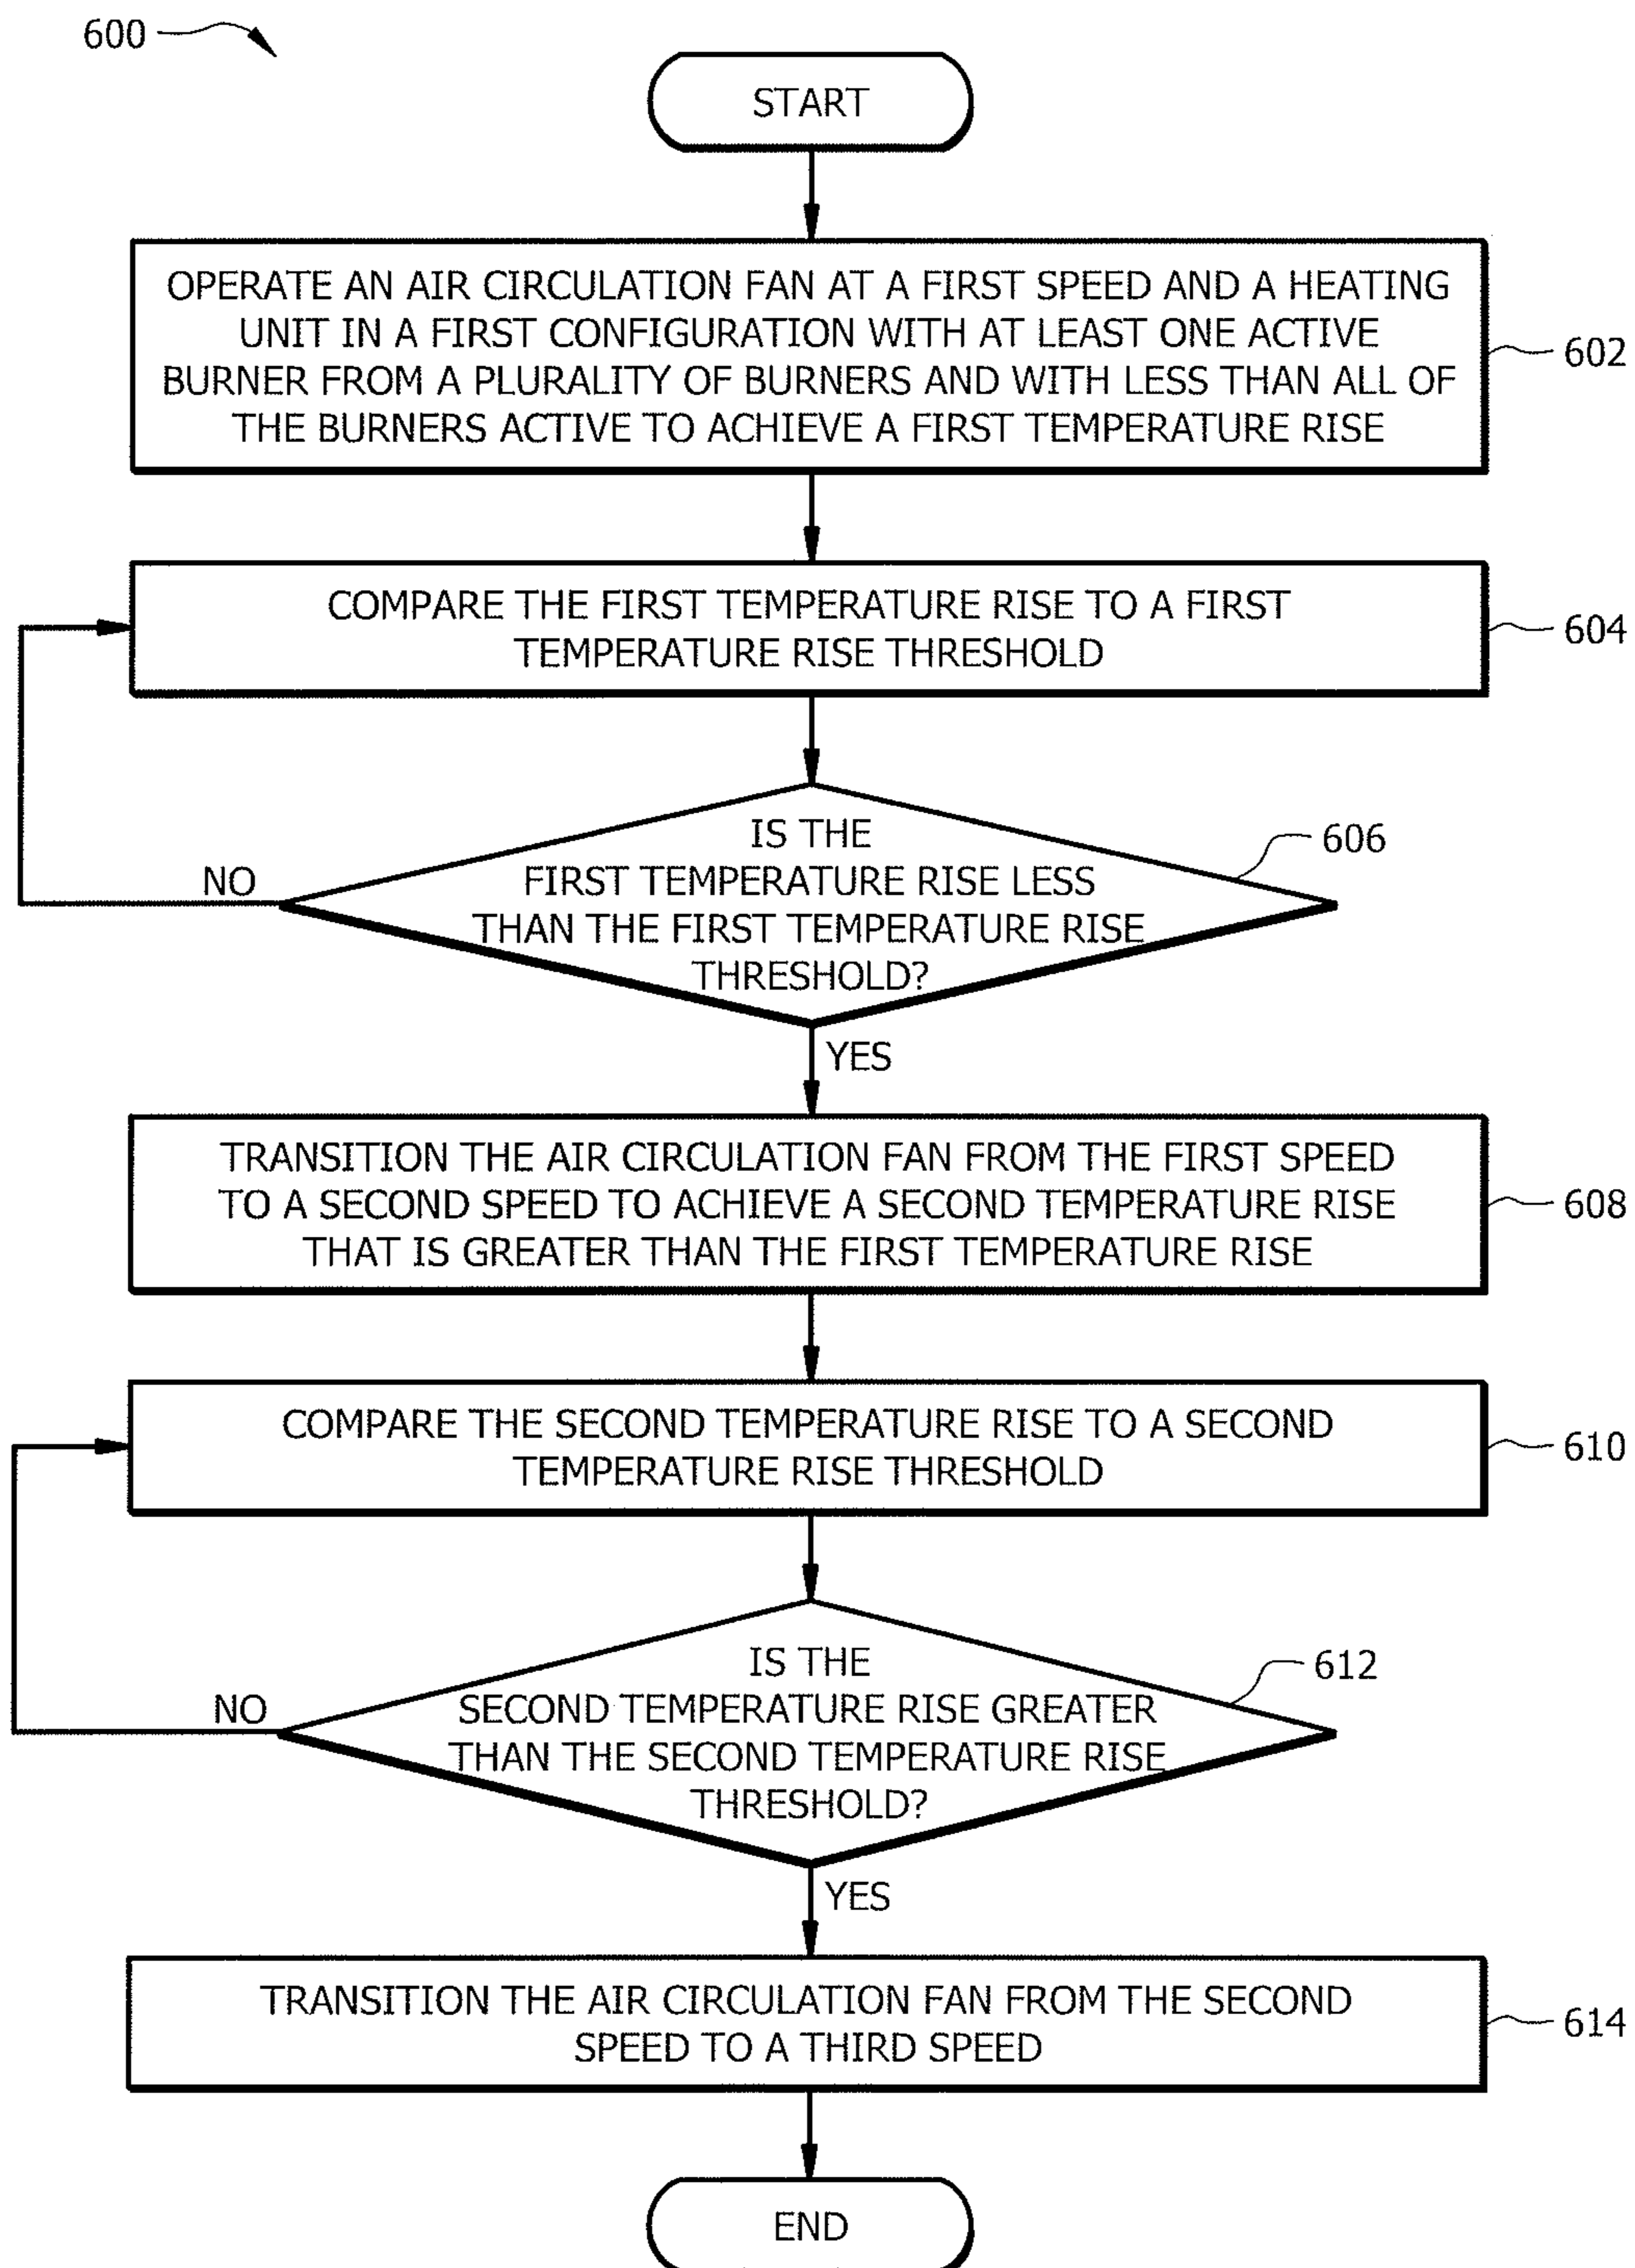 600
START
OPERATE AN AIR CIRCULATION FAN AT A FIRST SPEED AND A HEATING
UNIT IN A FIRST CONFIGURATION WITH AT LEAST ONE ACTIVE
BURNER FROM A PLURALITY OF BURNERS AND WITH LESS THAN ALL OF
THE BURNERS ACTIVE TO ACHIEVE A FIRST TEMPERATURE RISE
602
COMPARE THE FIRST TEMPERATURE RISE TO A FIRST
TEMPERATURE RISE THRESHOLD
604
IS THE
FIRST TEMPERATURE RISE LESS
THAN THE FIRST TEMPERATURE RISE
THRESHOLD?
606
NO
YES
TRANSITION THE AIR CIRCULATION FAN FROM THE FIRST SPEED
TO A SECOND SPEED TO ACHIEVE A SECOND TEMPERATURE RISE
THAT IS GREATER THAN THE FIRST TEMPERATURE RISE
608
COMPARE THE SECOND TEMPERATURE RISE TO A SECOND
TEMPERATURE RISE THRESHOLD
610
IS THE
SECOND TEMPERATURE RISE GREATER
THAN THE SECOND TEMPERATURE RISE
THRESHOLD?
612
NO
YES
TRANSITION THE AIR CIRCULATION FAN FROM THE SECOND
SPEED TO A THIRD SPEED
614
END